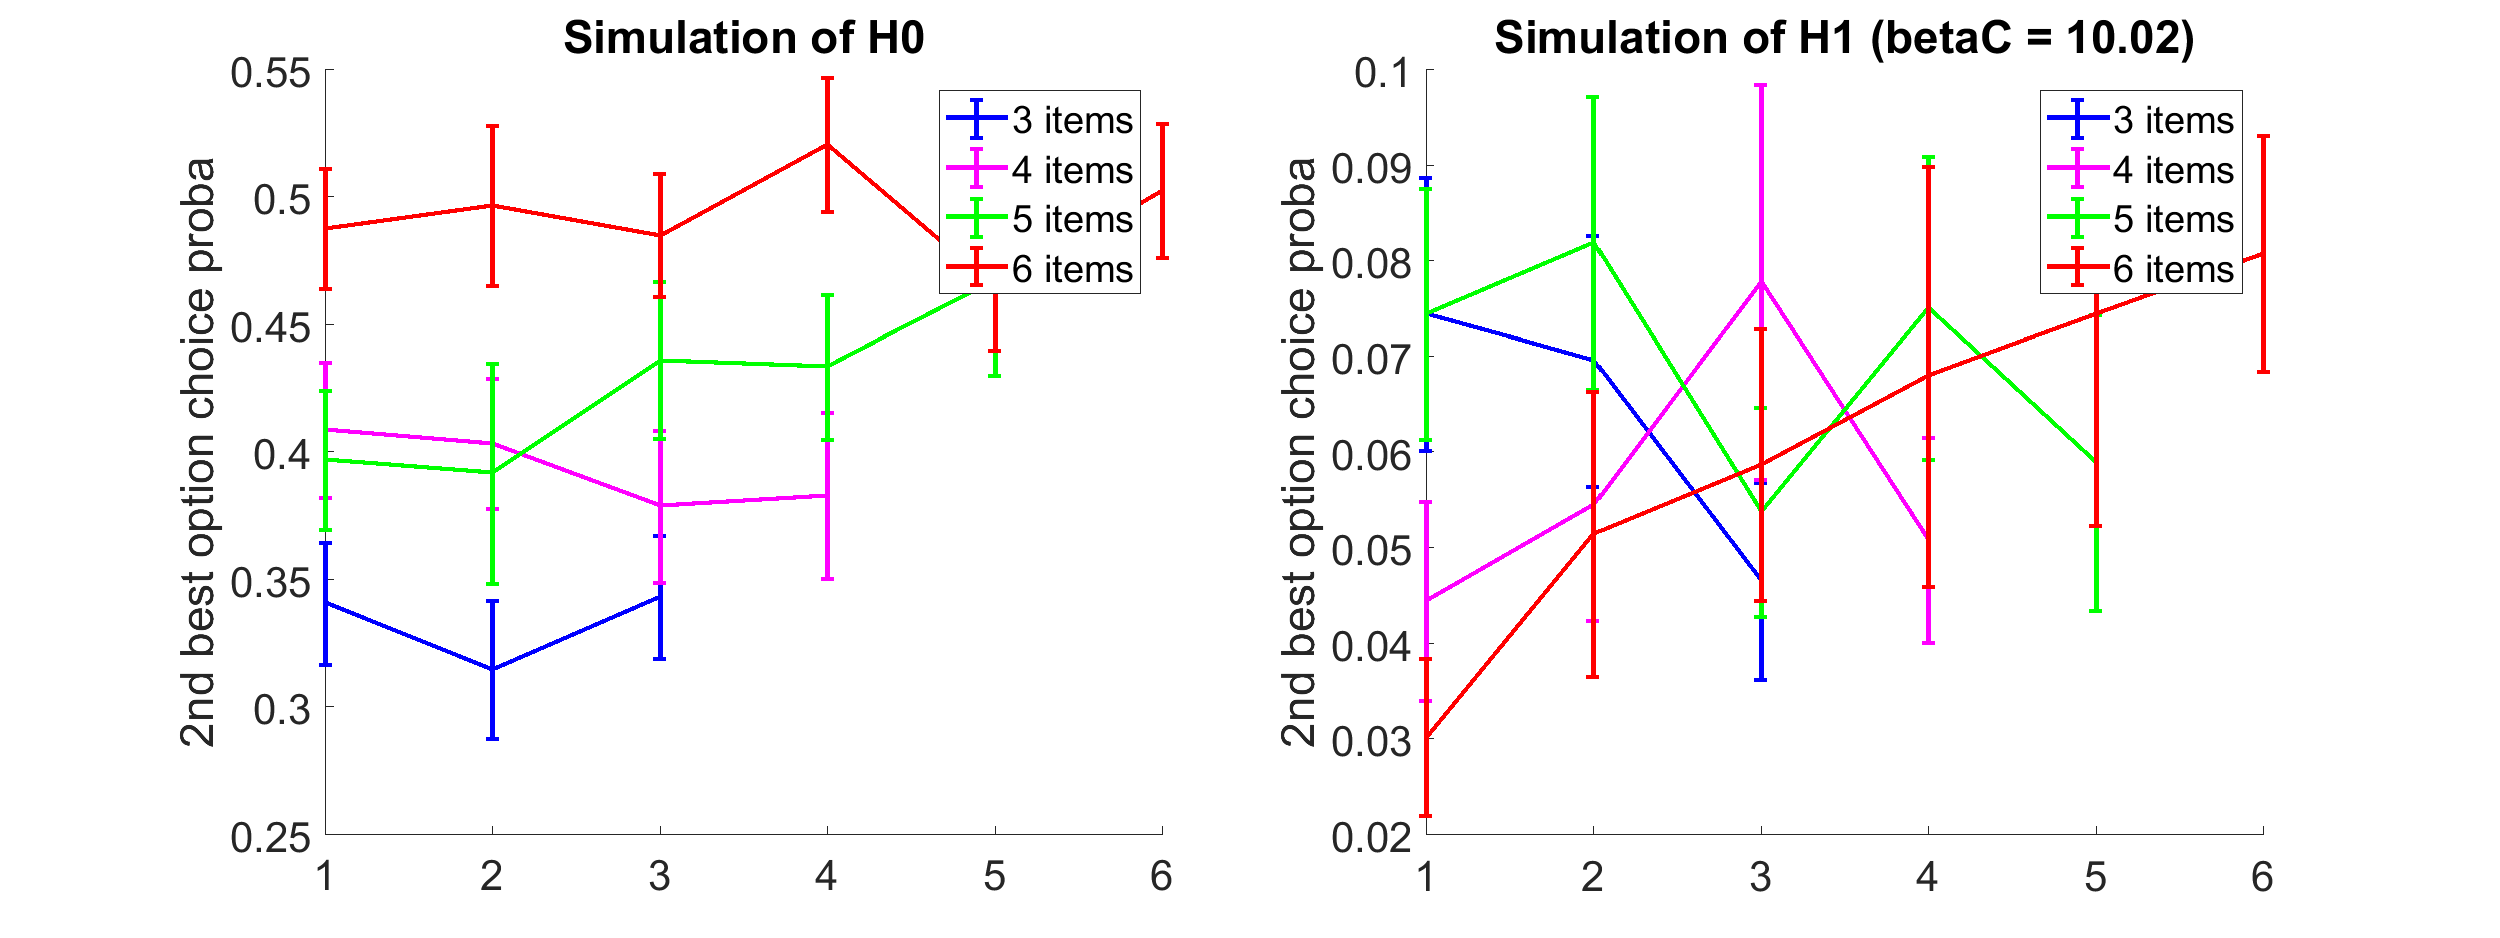 Simulation of H0
2nd best option choice proba
0.55
0.5
0.45
0.4
0.35
0.3
0.25
1 2 3 4 5 6
3 items
4 items
5 items
6 items
Simulation of H1 (betaC = 10.02)
2nd best option choice proba
0.1
0.09
0.08
0.07
0.06
0.05
0.04
0.03
0.02
1 2 3 4 5 6
3 items
4 items
5 items
6 items